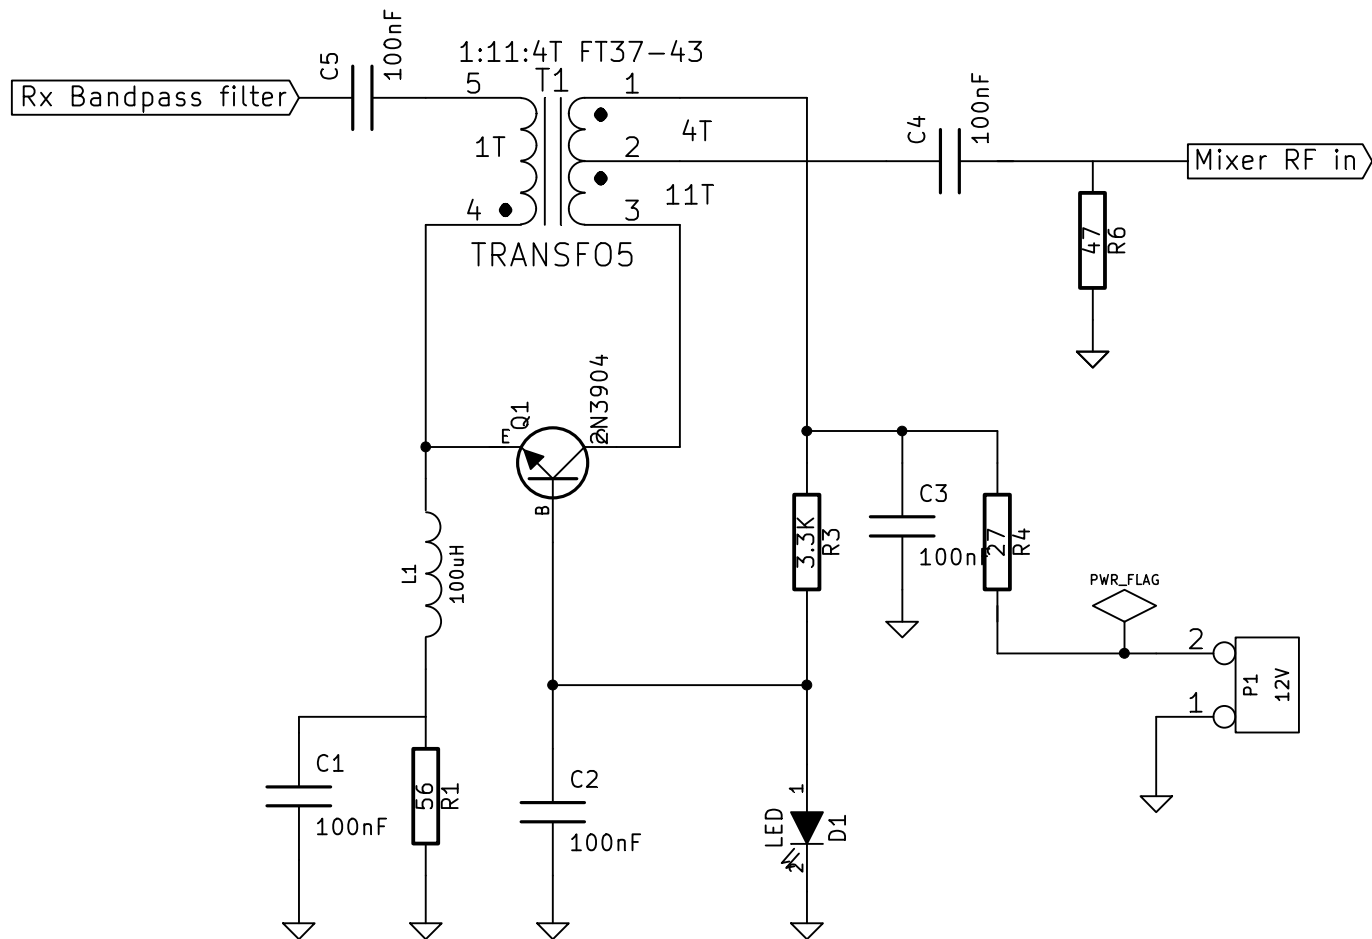 1:11:4T FT37-43
C5
100nF
T1
Rx Bandpass filter
5
1
1T
4T
2
11T
4
3
TRANSFO5
C4
100nF
Mixer RF in
47
R6
Q1
2N3904
E
C
B
L1
100uH
3.3K
R3
C3
100nF
27
R4
PWR_FLAG
2
1
P1
12V
C1
100nF
56
R1
C2
100nF
1
LED
D1
2